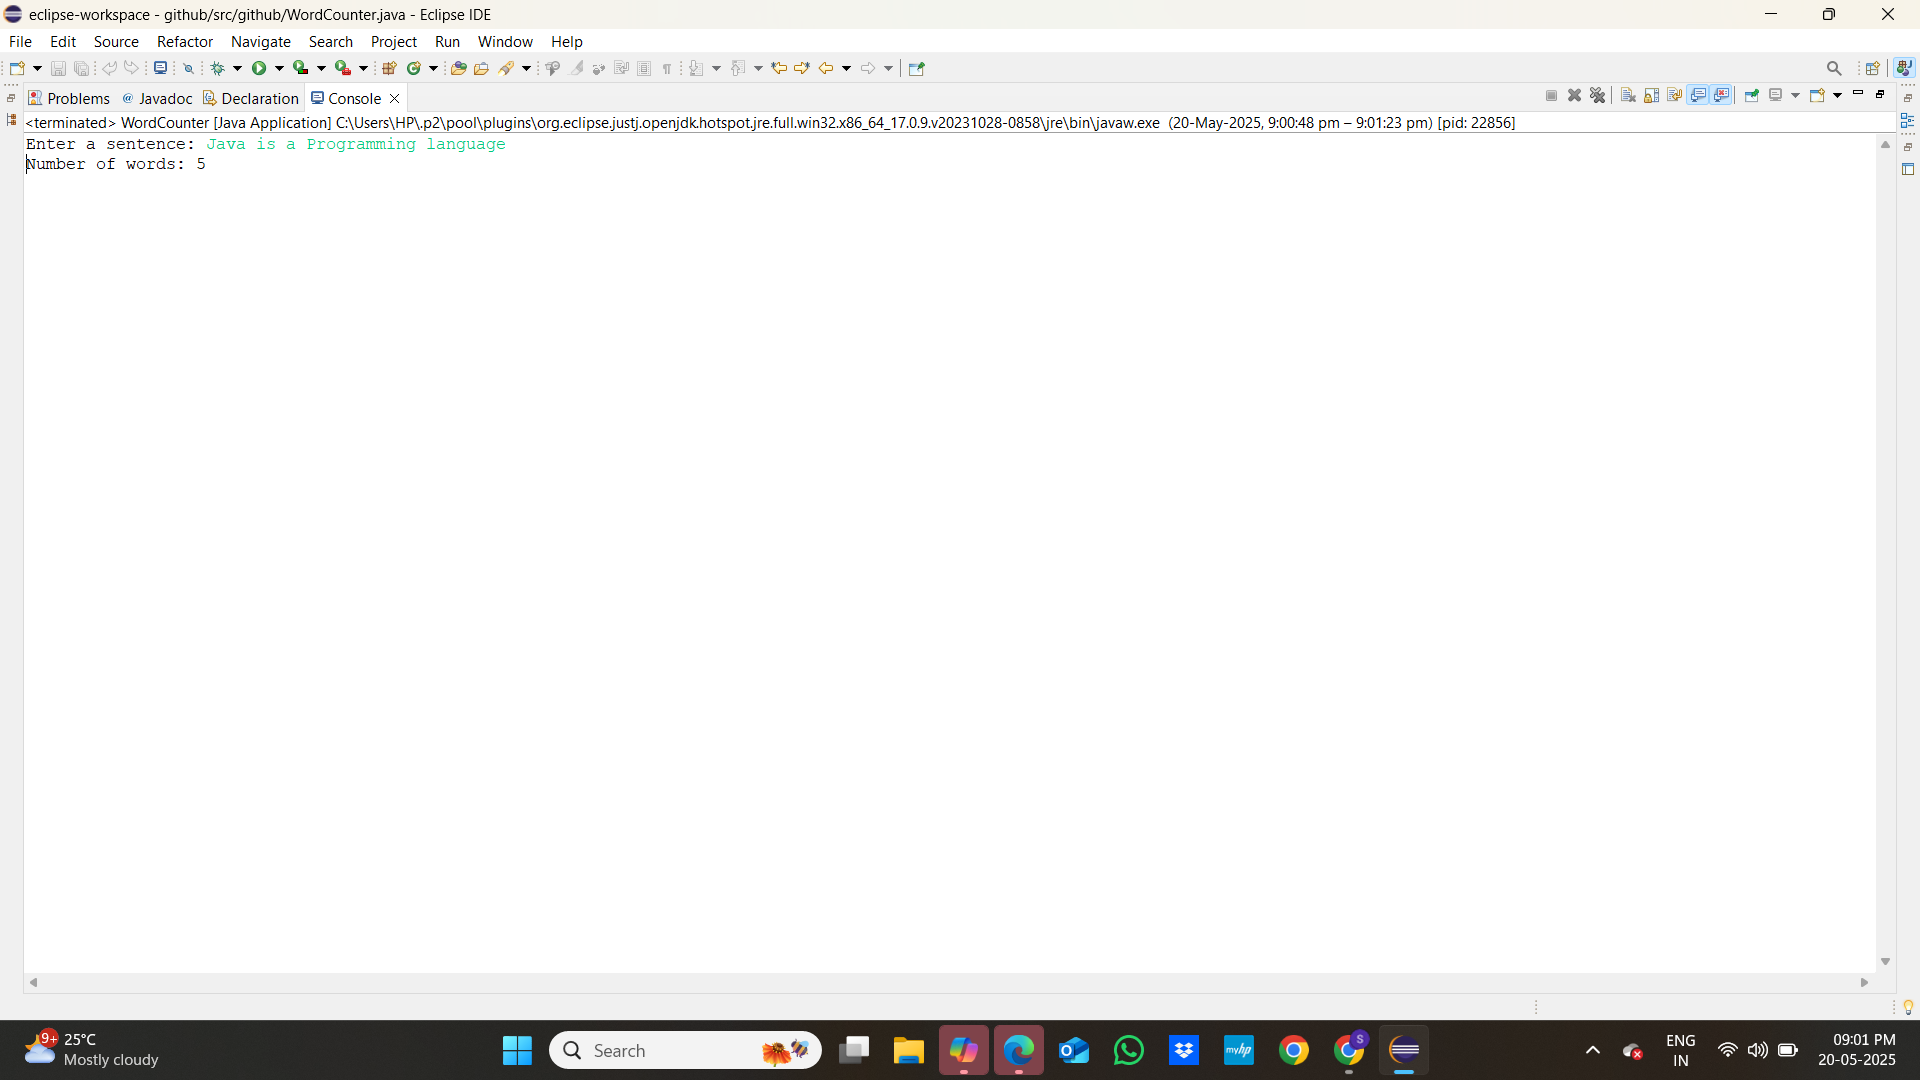 eclipse-workspace - github/src/github/WordCounter.java - Eclipse IDE
File Edit Source Refactor Navigate Search Project Run Window Help
Problems @ Javadoc Declaration Console
<terminated> WordCounter [Java Application] C:\Users\HP\.p2\pool\plugins\org.eclipse.justj.openjdk.hotspot.jre.full.win32.x86_64_17.0.9.v20231028-0858\jre\bin\javaw.exe (20-May-2025, 9:00:48 pm – 9:01:23 pm) [pid: 22856]
Enter a sentence: Java is a Programming language
Number of words: 5
9+ 25°C
Mostly cloudy
Search
myhp
S
ENG
IN
09:01 PM
20-05-2025